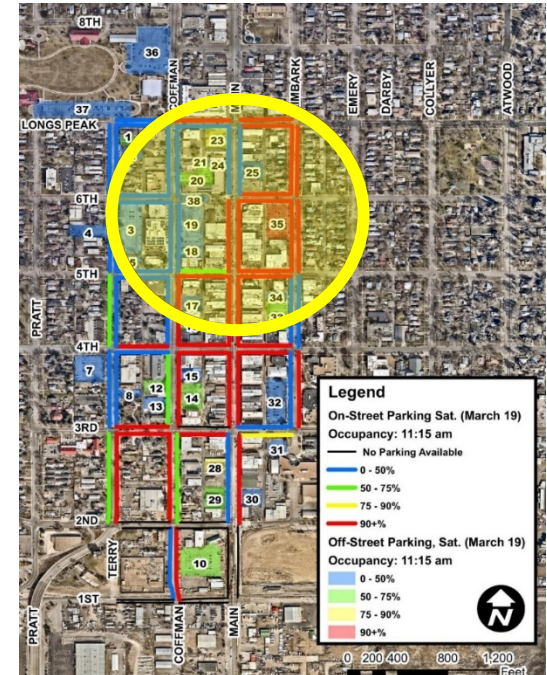 8TH
36
COFFMAN
MAIN
EMERY
DARBY
COLLYER
ATWOOD
37
LONGS PEAK
1
23
21
24
20
25
6TH
38
4
3
19
35
18
5TH
PRATT
17
34
33
4TH
7
15
12
8
13
14
32
3RD
31
28
29
30
2ND
TERRY
10
1ST
PRATT
COFFMAN
MAIN
Legend
On-Street Parking Sat. (March 19)
Occupancy: 11:15 am
No Parking Available
0 - 50%
50 - 75%
75 - 90%
90+%
Off-Street Parking, Sat. (March 19)
Occupancy: 11:15 am
0 - 50%
50 - 75%
75 - 90%
90+%
N
0 200 400 800 1,200
Feet